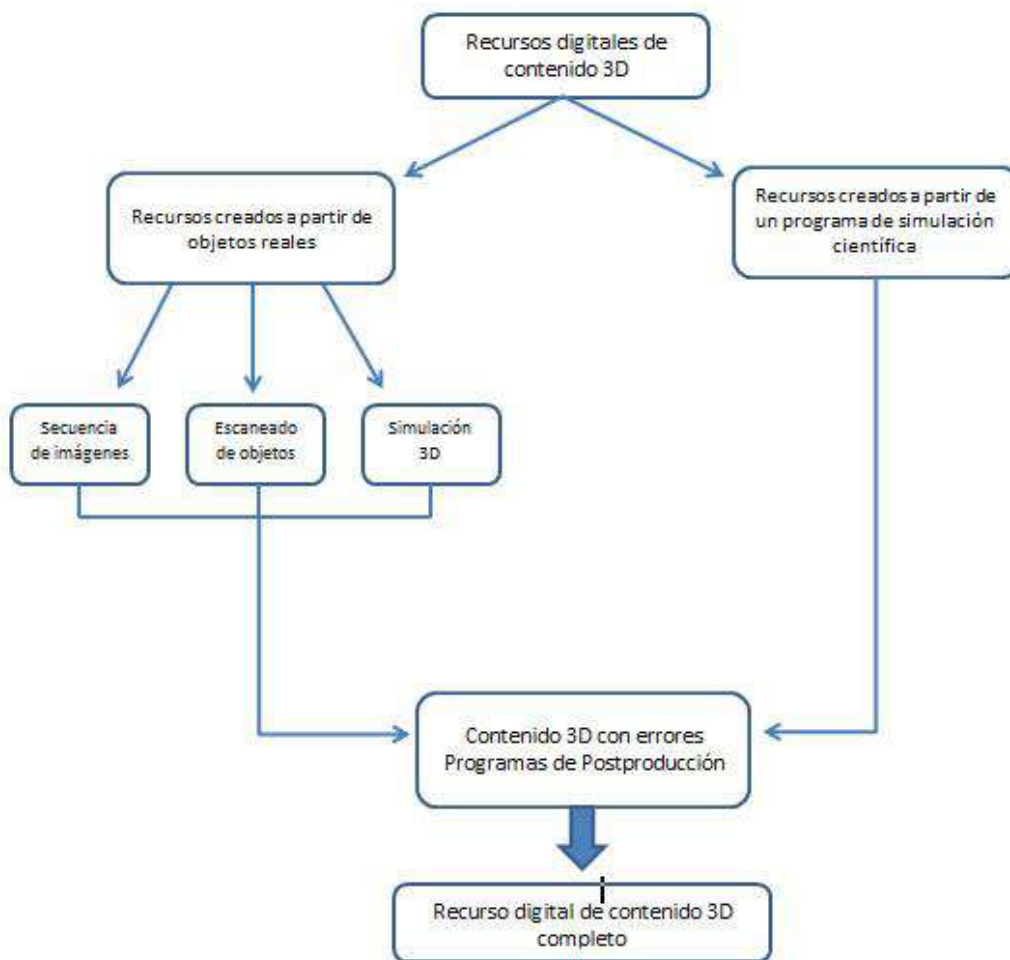 Recursos digitales de
contenido 3D
Recursos creados a partir de
objetos reales
Recursos creados a partir de
un programa de simulación
científica
Secuencia
de imágenes
Escaneado
de objetos
Simulación
3D
Contenido 3D con errores
Programas de Postproducción
Recurso digital de contenido 3D
completo